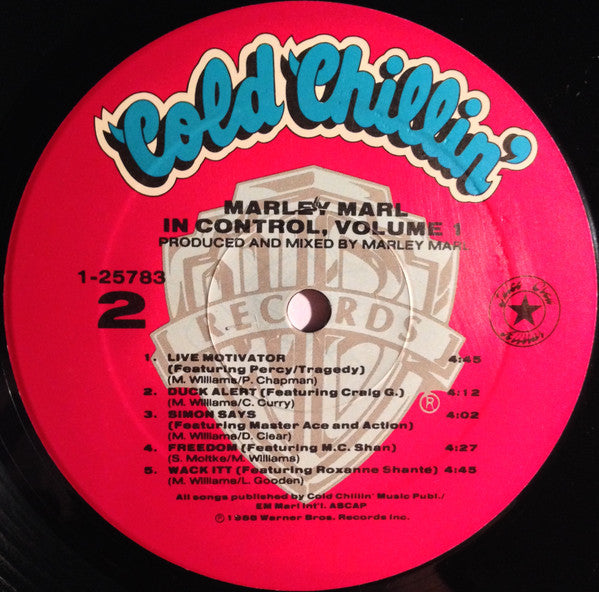 Cold Chillin'
MARLEY MARL
IN CONTROL, VOLUME 1
PRODUCED AND MIXED BY MARLEY MARL
1-25783
2
RECORDS
1. LIVE MOTIVATOR 4:45
(Featuring Percy/Tragedy)
(M. Williams/P. Chapman)
2. DUCK ALERT (Featuring Craig G.) 4:12
(M. Williams/C. Curry)
3. SIMON SAYS 4:02
(Featuring Master Ace and Action)
(M. Williams/D. Clear)
4. FREEDOM (Featuring M.C. Shan) 4:27
(S. Moltke/M. Williams)
5. WACK ITT (Featuring Roxanne Shanté) 4:45
(M. Williams/L. Gooden)
®
All songs published by Cold Chillin' Music Publ./
EM Marl Int'l. ASCAP
℗ 1988 Warner Bros. Records Inc.